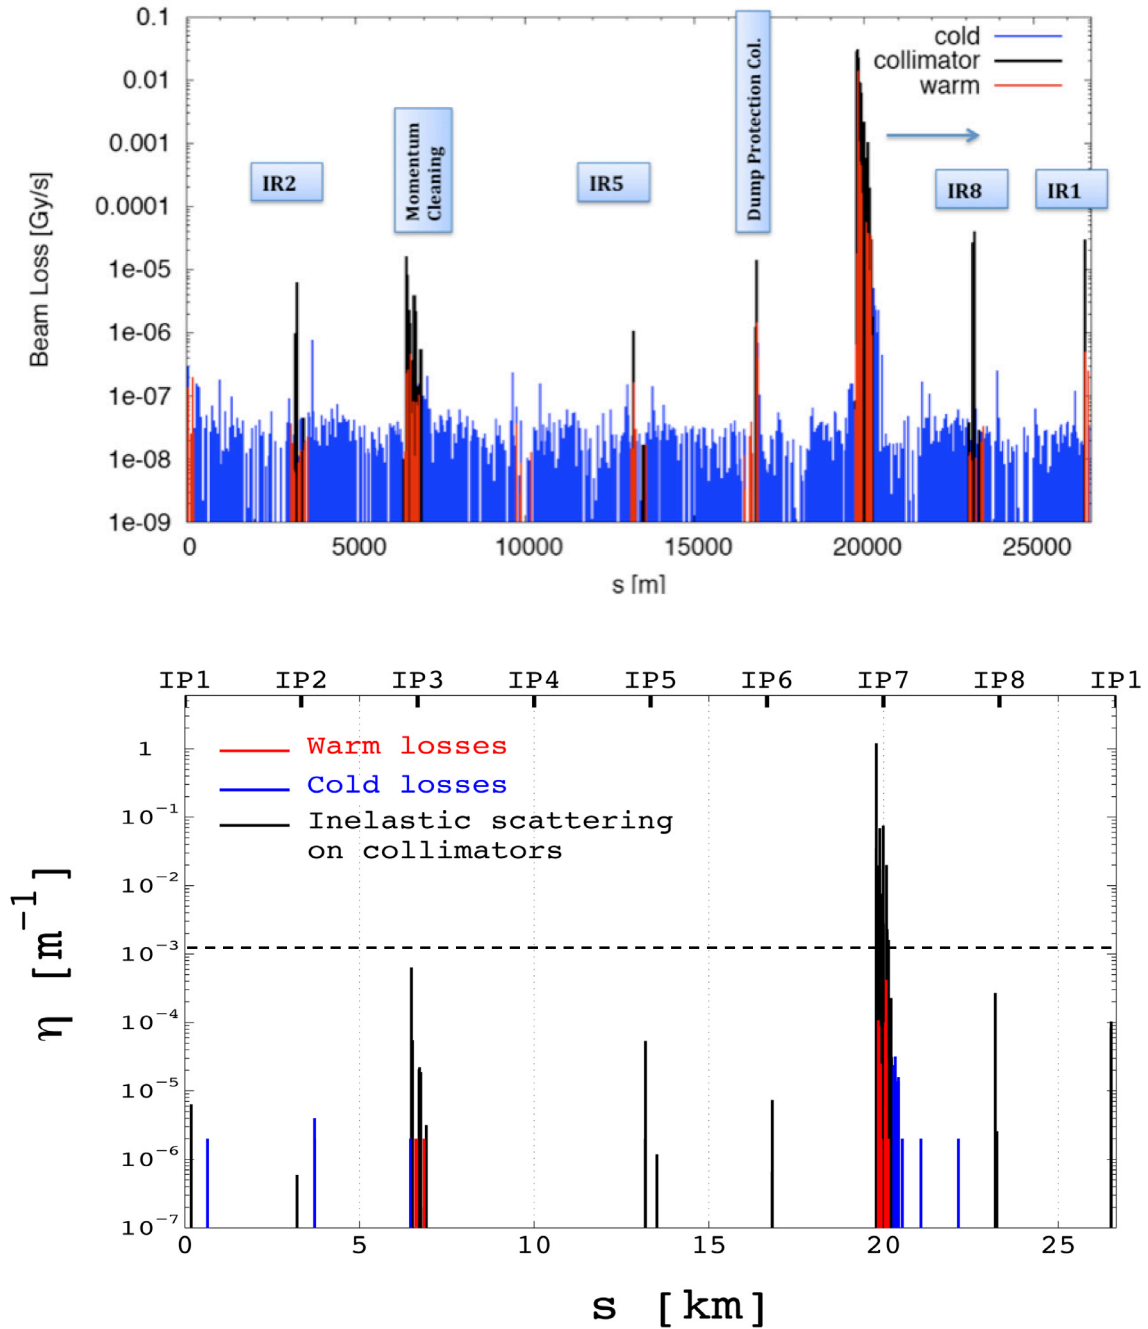 0.1
0.01
0.001
0.0001
1e-05
1e-06
1e-07
1e-08
1e-09
Beam Loss [Gy/s]
cold
collimator
warm
IR2
Momentum
Cleaning
IR5
Dump Protection Col.
IR8
IR1
0 5000 10000 15000 20000 25000
s [m]
IP1 IP2 IP3 IP4 IP5 IP6 IP7 IP8 IP1
Warm losses
Cold losses
Inelastic scattering
on collimators
1
10⁻¹
10⁻²
10⁻³
10⁻⁴
10⁻⁵
10⁻⁶
10⁻⁷
η [m⁻¹]
0 5 10 15 20 25
s [km]